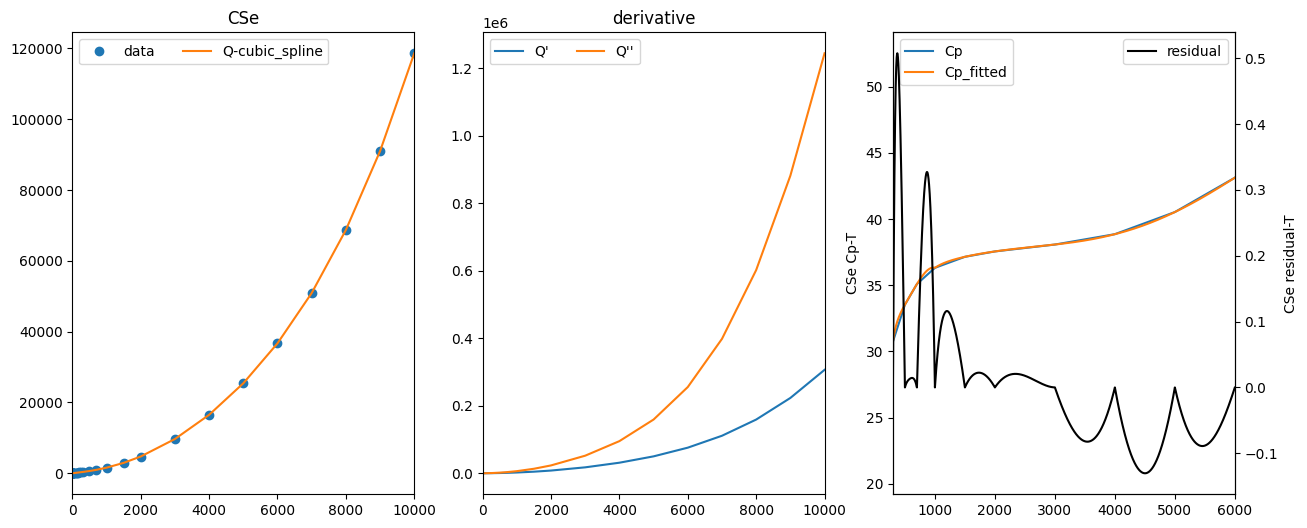 CSe
data
Q-cubic_spline
120000
100000
80000
60000
40000
20000
0
0 2000 4000 6000 8000 10000
derivative
1e6
Q'
Q''
1.2
1.0
0.8
0.6
0.4
0.2
0.0
0 2000 4000 6000 8000 10000
Cp
Cp_fitted
residual
CSe Cp-T
50
45
40
35
30
25
20
1000 2000 3000 4000 5000 6000
0.5
0.4
0.3
0.2
0.1
0.0
−0.1
CSe residual-T